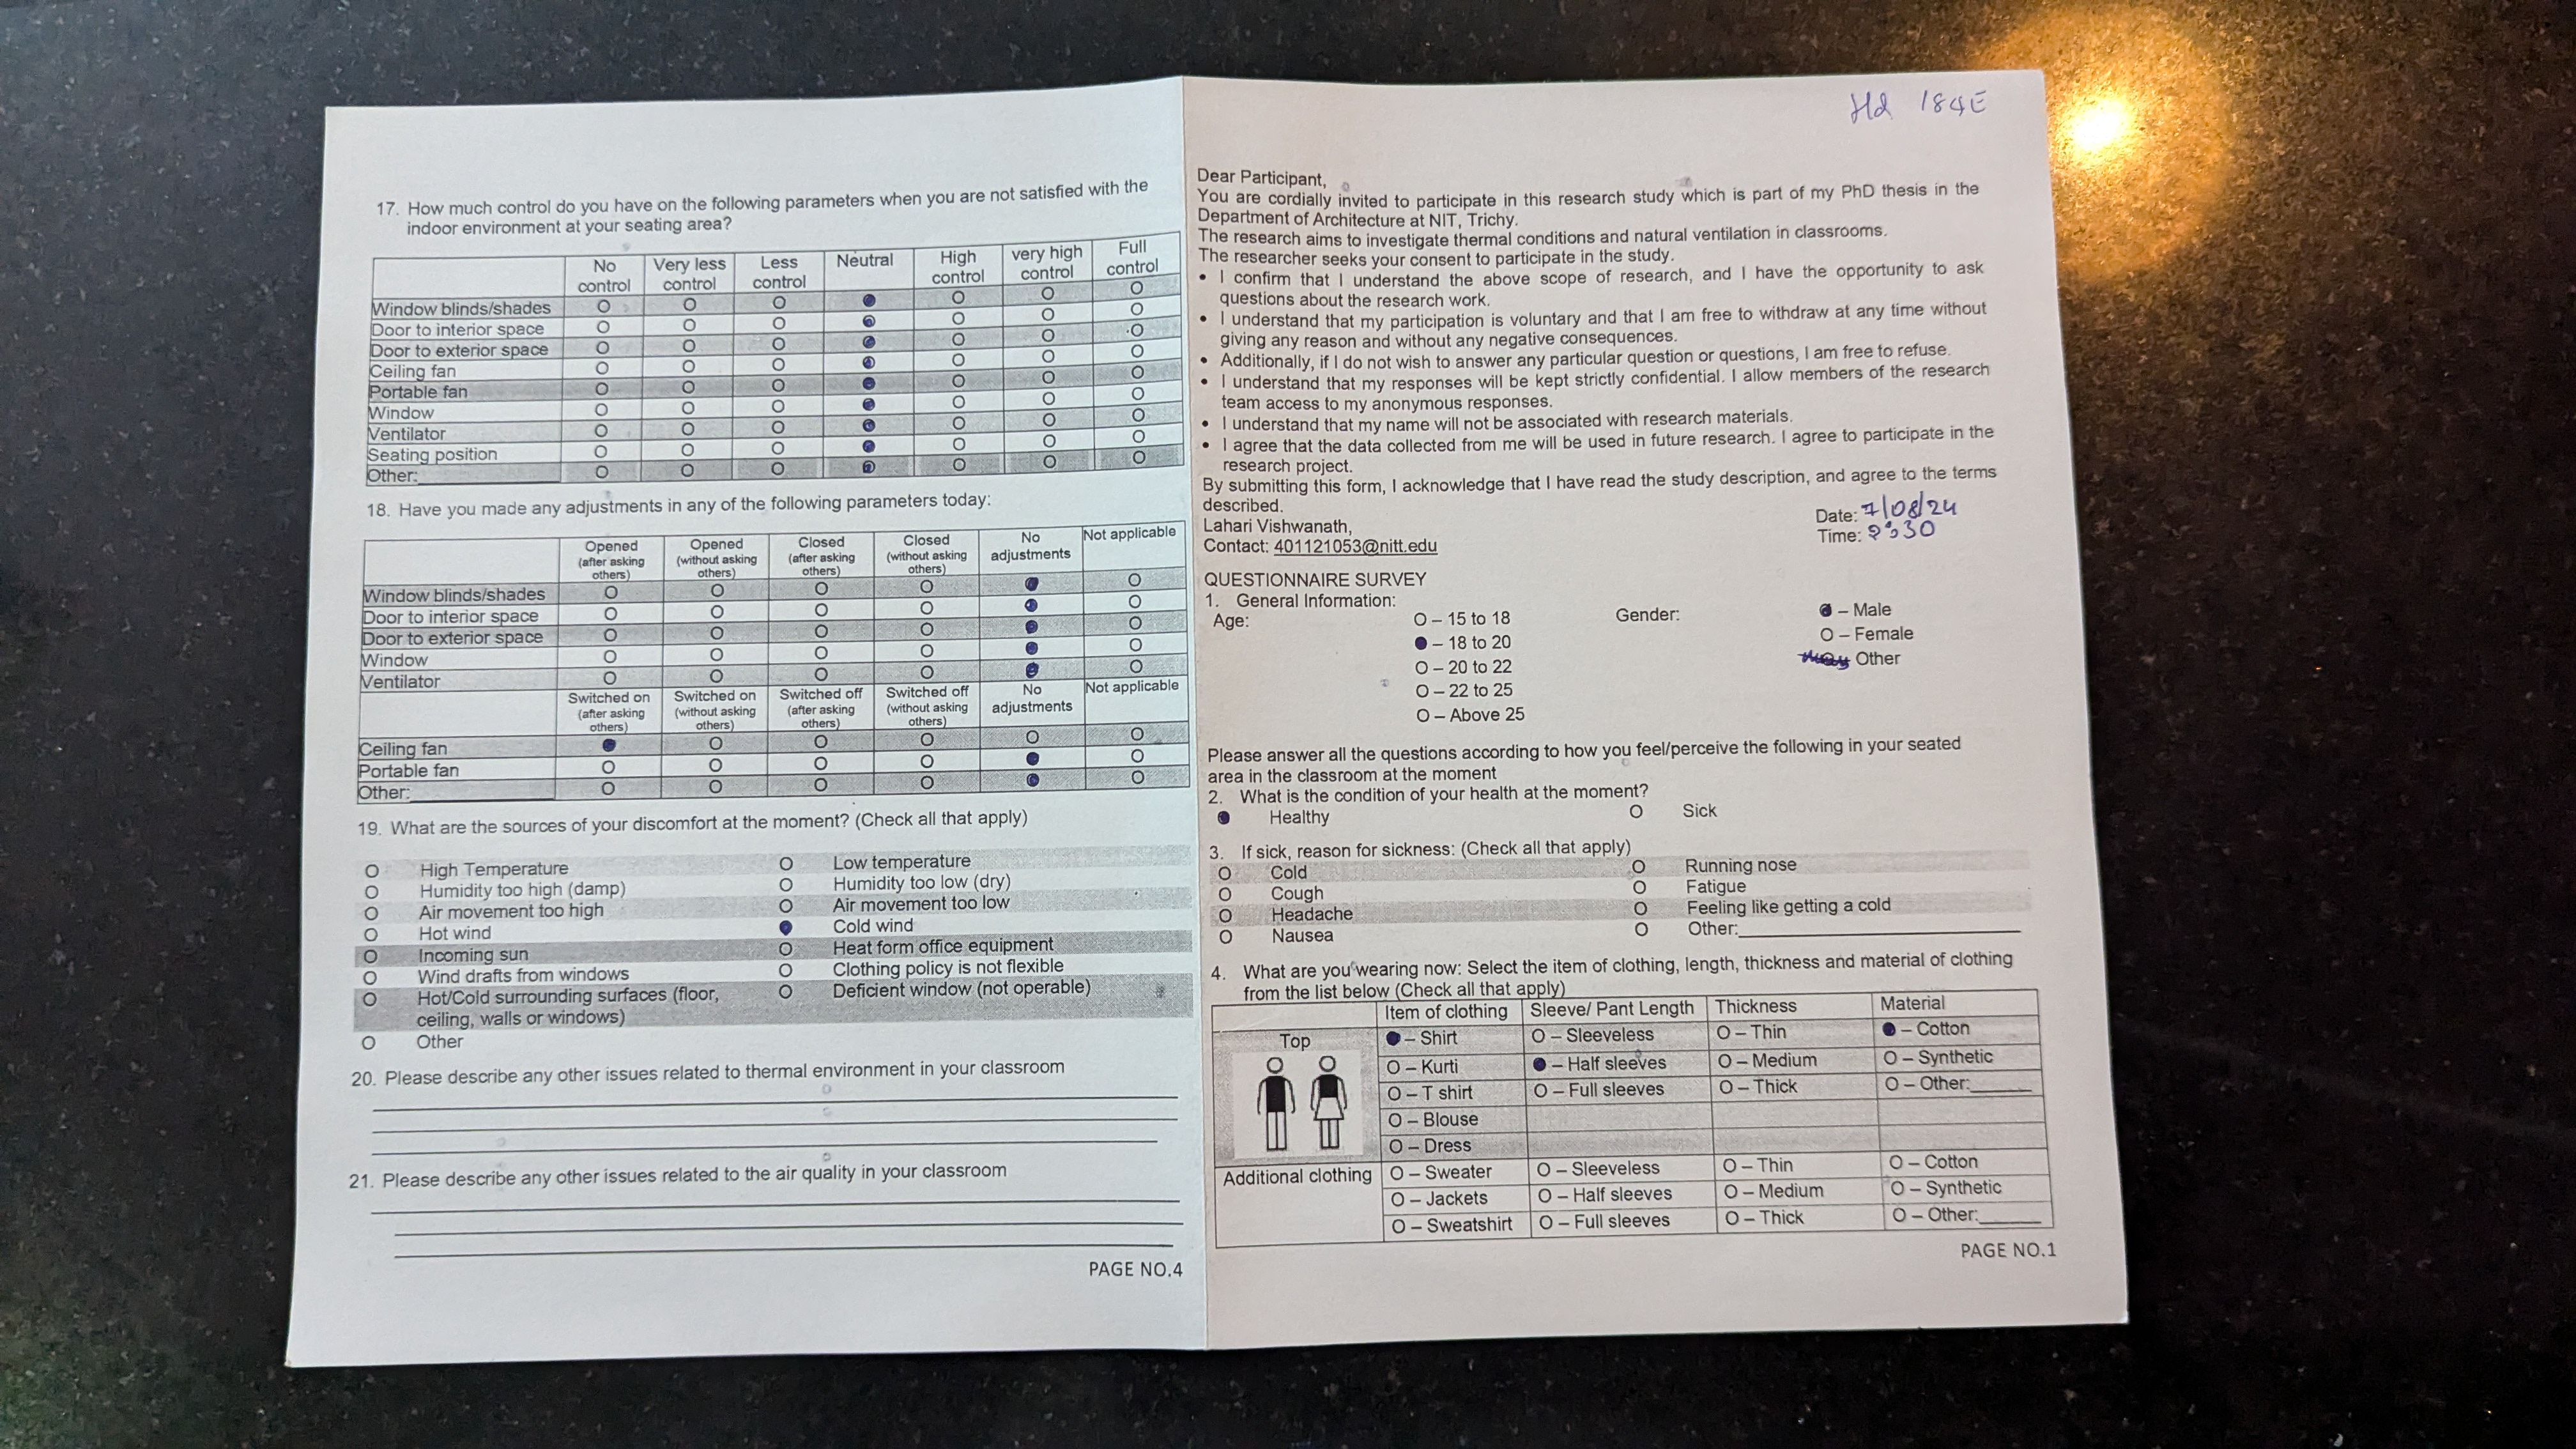 17. How much control do you have on the following parameters when you are not satisfied with the
indoor environment at your seating area?
No control Very less control Less control Neutral High control very high control Full control
Window blinds/shades O O O ● O O O
Door to interior space O O O ● O O O
Door to exterior space O O O ● O O O
Ceiling fan O O O ● O O O
Portable fan O O O ● O O O
Window O O O ● O O O
Ventilator O O O ● O O O
Seating position O O O ● O O O
Other: O O O ● O O O
18. Have you made any adjustments in any of the following parameters today:
Opened (after asking others) Opened (without asking others) Closed (after asking others) Closed (without asking others) No adjustments Not applicable
Window blinds/shades O O O O ● O
Door to interior space O O O O ● O
Door to exterior space O O O O ● O
Window O O O O ● O
Ventilator O O O O ● O
Switched on (after asking others) Switched on (without asking others) Switched off (after asking others) Switched off (without asking others) No adjustments Not applicable
Ceiling fan ● O O O O O
Portable fan O O O O ● O
Other: O O O O ● O
19. What are the sources of your discomfort at the moment? (Check all that apply)
O High Temperature O Low temperature
O Humidity too high (damp) O Humidity too low (dry)
O Air movement too high O Air movement too low
O Hot wind ● Cold wind
O Incoming sun O Heat form office equipment
O Wind drafts from windows O Clothing policy is not flexible
O Hot/Cold surrounding surfaces (floor, O Deficient window (not operable)
ceiling, walls or windows)
O Other
20. Please describe any other issues related to thermal environment in your classroom
21. Please describe any other issues related to the air quality in your classroom
PAGE NO.4
184E
Dear Participant,
You are cordially invited to participate in this research study which is part of my PhD thesis in the
Department of Architecture at NIT, Trichy.
The research aims to investigate thermal conditions and natural ventilation in classrooms.
The researcher seeks your consent to participate in the study.
• I confirm that I understand the above scope of research, and I have the opportunity to ask
questions about the research work.
• I understand that my participation is voluntary and that I am free to withdraw at any time without
giving any reason and without any negative consequences.
• Additionally, if I do not wish to answer any particular question or questions, I am free to refuse.
• I understand that my responses will be kept strictly confidential. I allow members of the research
team access to my anonymous responses.
• I understand that my name will not be associated with research materials.
• I agree that the data collected from me will be used in future research. I agree to participate in the
research project.
By submitting this form, I acknowledge that I have read the study description, and agree to the terms
described.
Lahari Vishwanath,
Contact: 401121053@nitt.edu
Date: 7/08/24
Time: :30
QUESTIONNAIRE SURVEY
1. General Information:
Age: O – 15 to 18 Gender: ● – Male
● – 18 to 20 O – Female
O – 20 to 22 Other
O – 22 to 25
O – Above 25
Please answer all the questions according to how you feel/perceive the following in your seated
area in the classroom at the moment
2. What is the condition of your health at the moment?
● Healthy O Sick
3. If sick, reason for sickness: (Check all that apply)
O Cold O Running nose
O Cough O Fatigue
O Headache O Feeling like getting a cold
O Nausea O Other:
4. What are you wearing now: Select the item of clothing, length, thickness and material of clothing
from the list below (Check all that apply)
Item of clothing Sleeve/ Pant Length Thickness Material
Top ● – Shirt O – Sleeveless O – Thin ● – Cotton
O – Kurti ● – Half sleeves O – Medium O – Synthetic
O – T shirt O – Full sleeves O – Thick O – Other:
O – Blouse
O – Dress
Additional clothing O – Sweater O – Sleeveless O – Thin O – Cotton
O – Jackets O – Half sleeves O – Medium O – Synthetic
O – Sweatshirt O – Full sleeves O – Thick O – Other:
PAGE NO.1